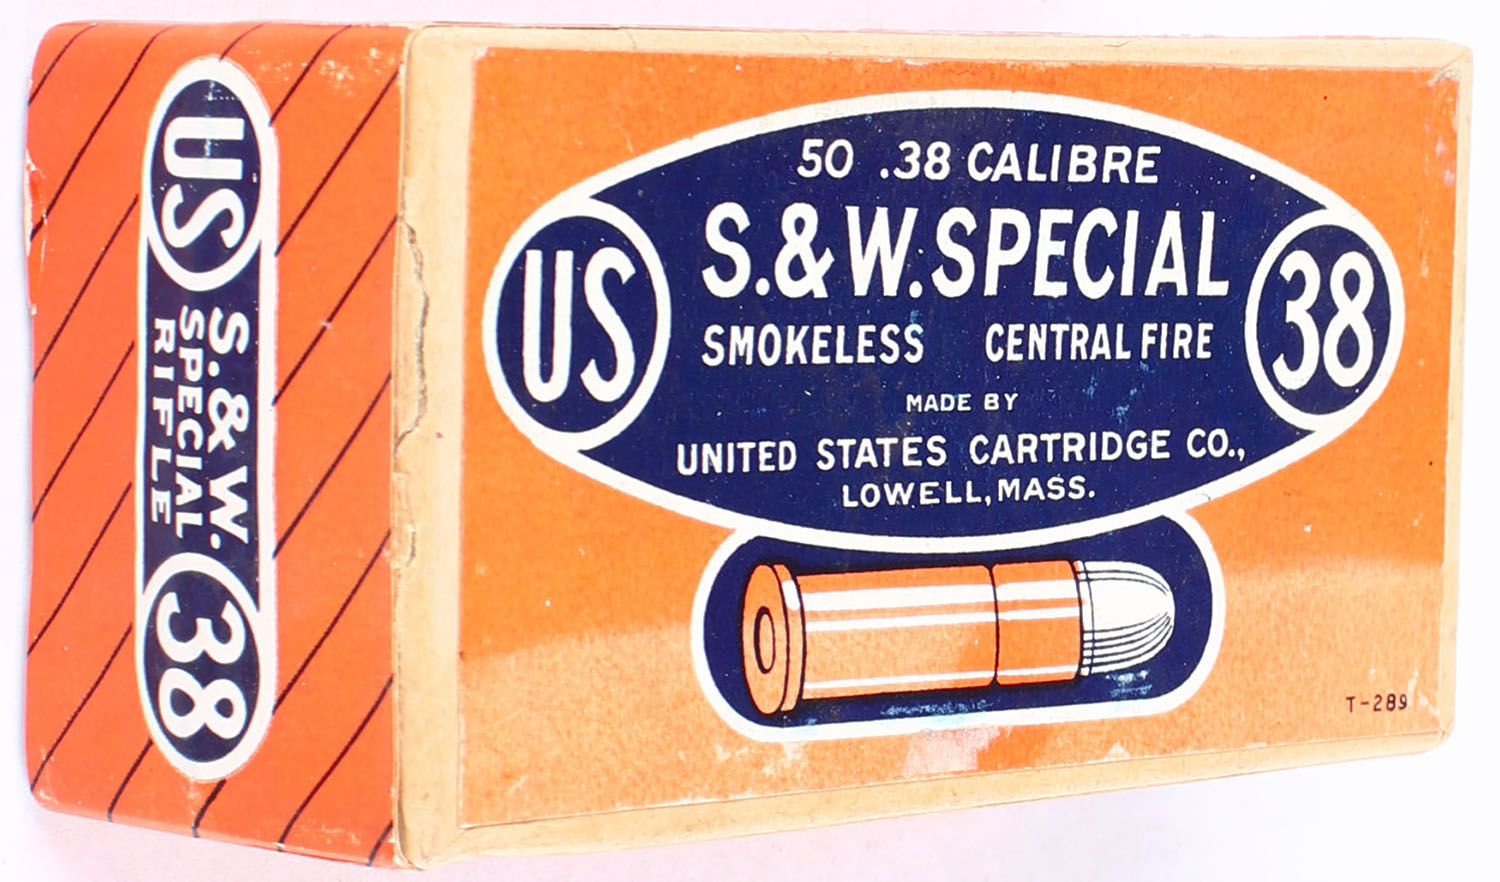 US
S. & W.
SPECIAL
RIFLE
38
50 .38 CALIBRE
S. & W. SPECIAL
SMOKELESS CENTRAL FIRE
US
38
MADE BY
UNITED STATES CARTRIDGE CO.,
LOWELL, MASS.
T-289